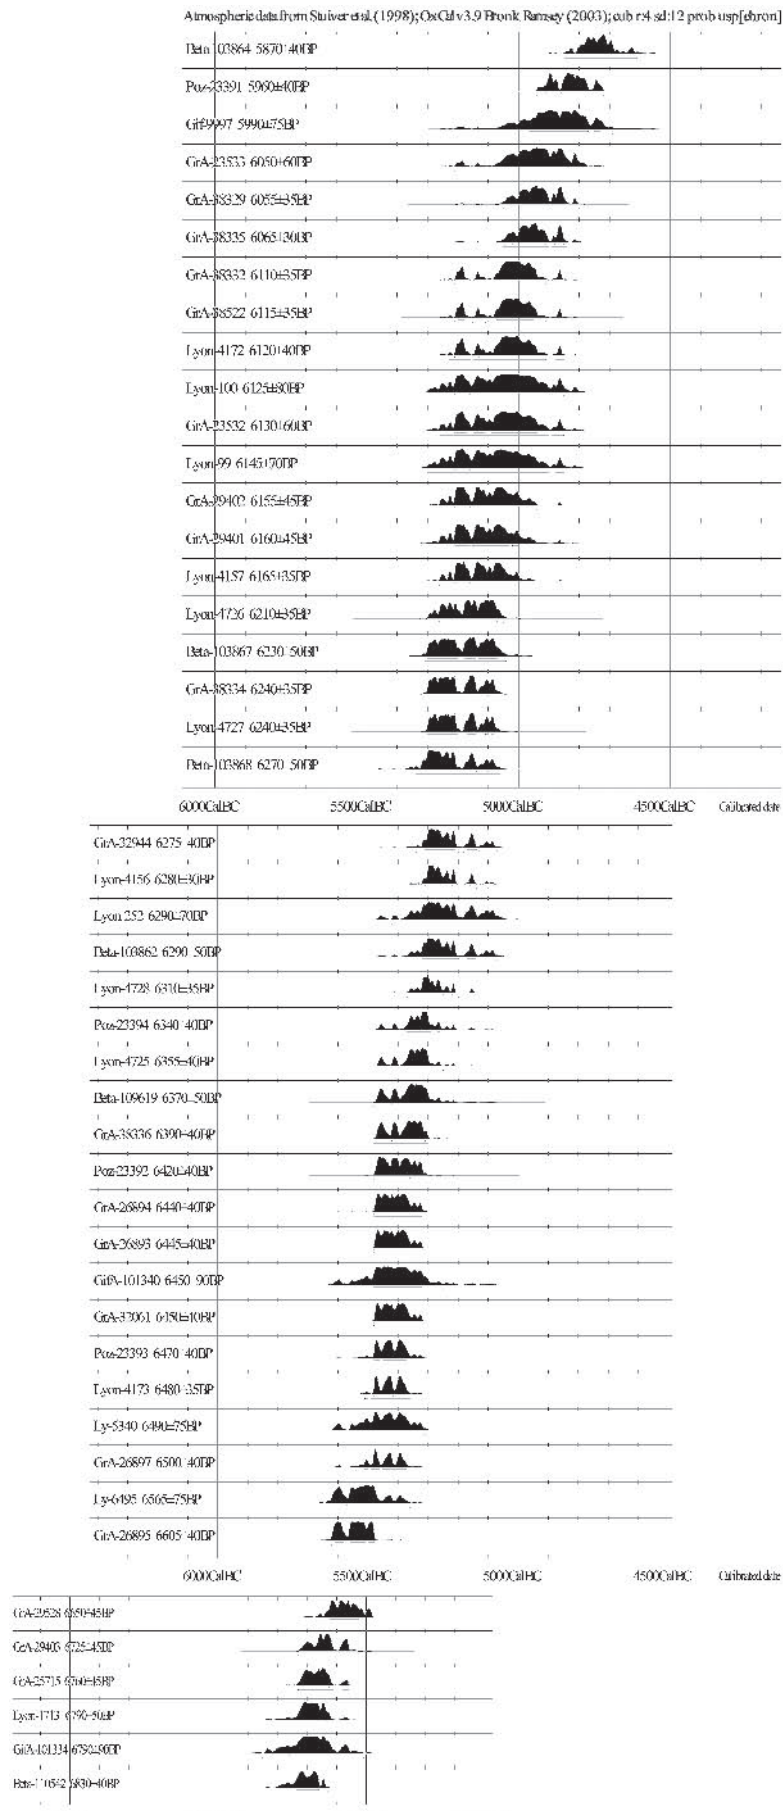 Atmospheric data from Stuiver et al. (1998); OxCal v3.9 Bronk Ramsey (2003); cub r:4 sd:12 prob usp[chron]
Beta-103864 5870±40BP
Poz-23391 5960±40BP
Gif-9997 5990±75BP
GrA-23533 6050±60BP
GrA-38329 6055±35BP
GrA-38335 6065±30BP
GrA-38332 6110±35BP
GrA-38522 6115±35BP
Lyon-4172 6120±40BP
Lyon-100 6125±80BP
GrA-23532 6130±60BP
Lyon-99 6145±70BP
GrA-29402 6155±45BP
GrA-29401 6160±45BP
Lyon-4157 6165±35BP
Lyon-4726 6210±35BP
Beta-103867 6230±50BP
GrA-38334 6240±35BP
Lyon-4727 6240±35BP
Beta-103868 6270±50BP
6000CalBC 5500CalBC 5000CalBC 4500CalBC Calibrated date
GrA-32944 6275±40BP
Lyon-4156 6280±30BP
Lyon-252 6290±70BP
Beta-103862 6290±50BP
Lyon-4728 6310±35BP
Poz-23394 6340±40BP
Lyon-4725 6355±40BP
Beta-109619 6370±50BP
GrA-38336 6390±40BP
Poz-23392 6420±40BP
GrA-26894 6440±40BP
GrA-26893 6445±40BP
GifA-101340 6450±90BP
GrA-32061 6450±40BP
Poz-23393 6470±40BP
Lyon-4173 6480±35BP
Ly-5340 6490±75BP
GrA-26897 6500±40BP
Ly-6495 6565±75BP
GrA-26895 6605±40BP
6000CalBC 5500CalBC 5000CalBC 4500CalBC Calibrated date
GrA-29528 6650±45BP
GrA-29403 6725±45BP
GrA-25715 6760±45BP
Lyon-1713 6790±50BP
GifA-101334 6790±90BP
Beta-110542 6830±40BP